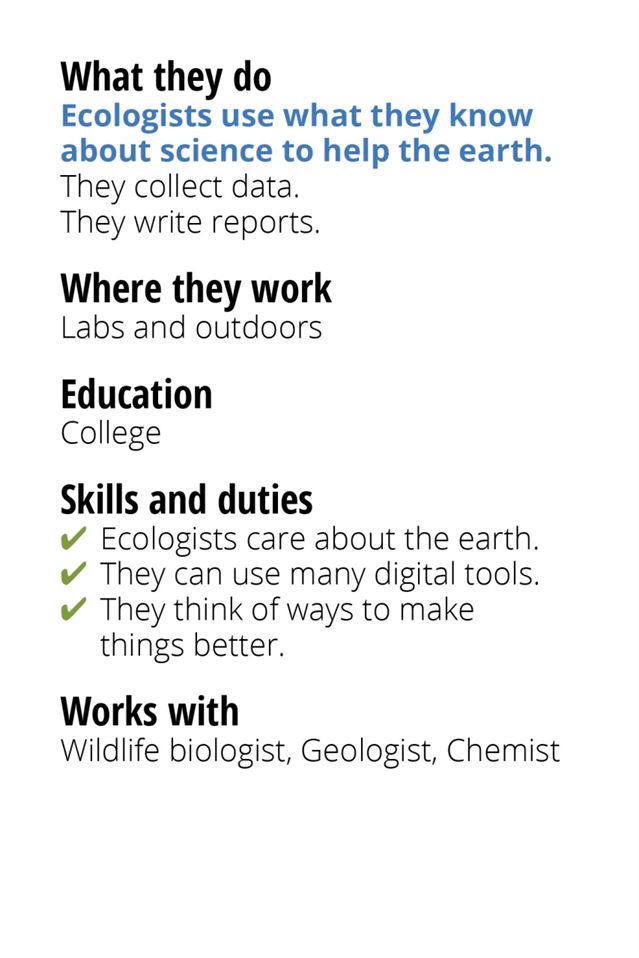 What they do
Ecologists use what they know
about science to help the earth.
They collect data.
They write reports.
Where they work
Labs and outdoors
Education
College
Skills and duties
✔ Ecologists care about the earth.
✔ They can use many digital tools.
✔ They think of ways to make
things better.
Works with
Wildlife biologist, Geologist, Chemist